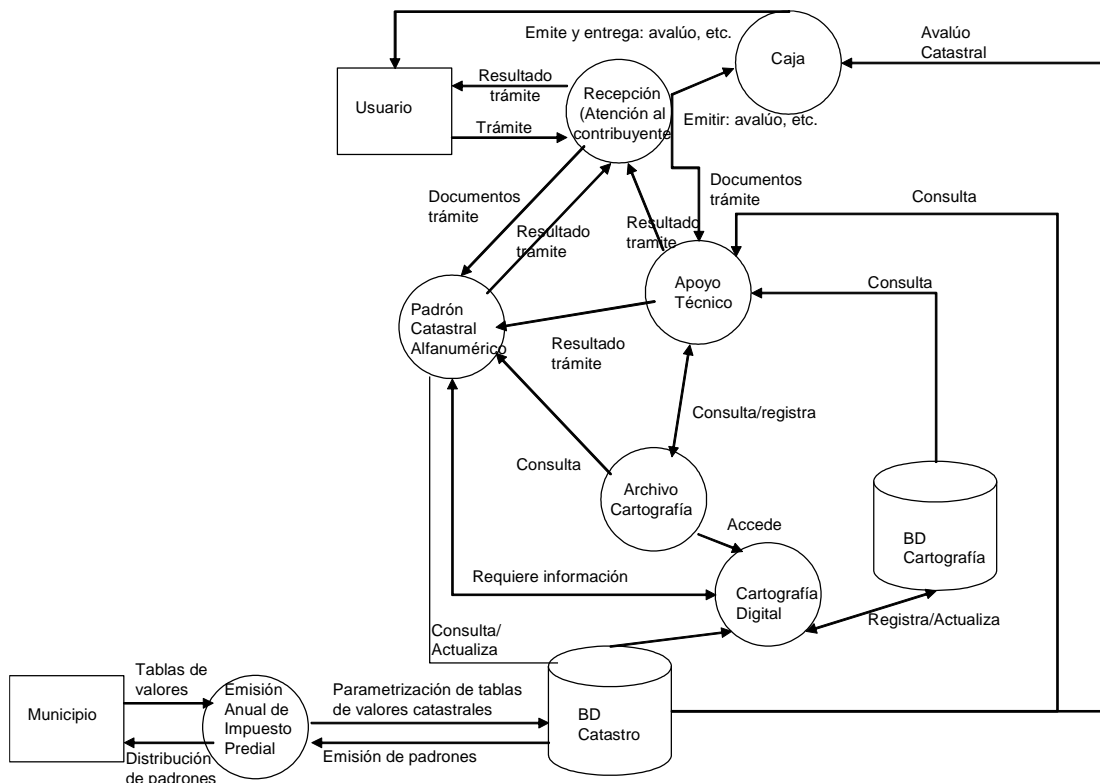 Emite y entrega: avalúo, etc.
Caja
Avalúo
Catastral
Usuario
Resultado
trámite
Trámite
Recepción
(Atención al
contribuyente
Emitir: avalúo, etc.
Documentos
trámite
Resultado
trámite
Resultado
tramite
Documentos
trámite
Consulta
Apoyo
Técnico
Consulta
Padrón
Catastral
Alfanumérico
Resultado
trámite
Consulta/registra
Consulta
Archivo
Cartografía
Accede
BD
Cartografía
Requiere información
Cartografía
Digital
Registra/Actualiza
Consulta/
Actualiza
Municipio
Tablas de
valores
Distribución
de padrones
Emisión
Anual de
Impuesto
Predial
Parametrización de tablas
de valores catastrales
Emisión de padrones
BD
Catastro